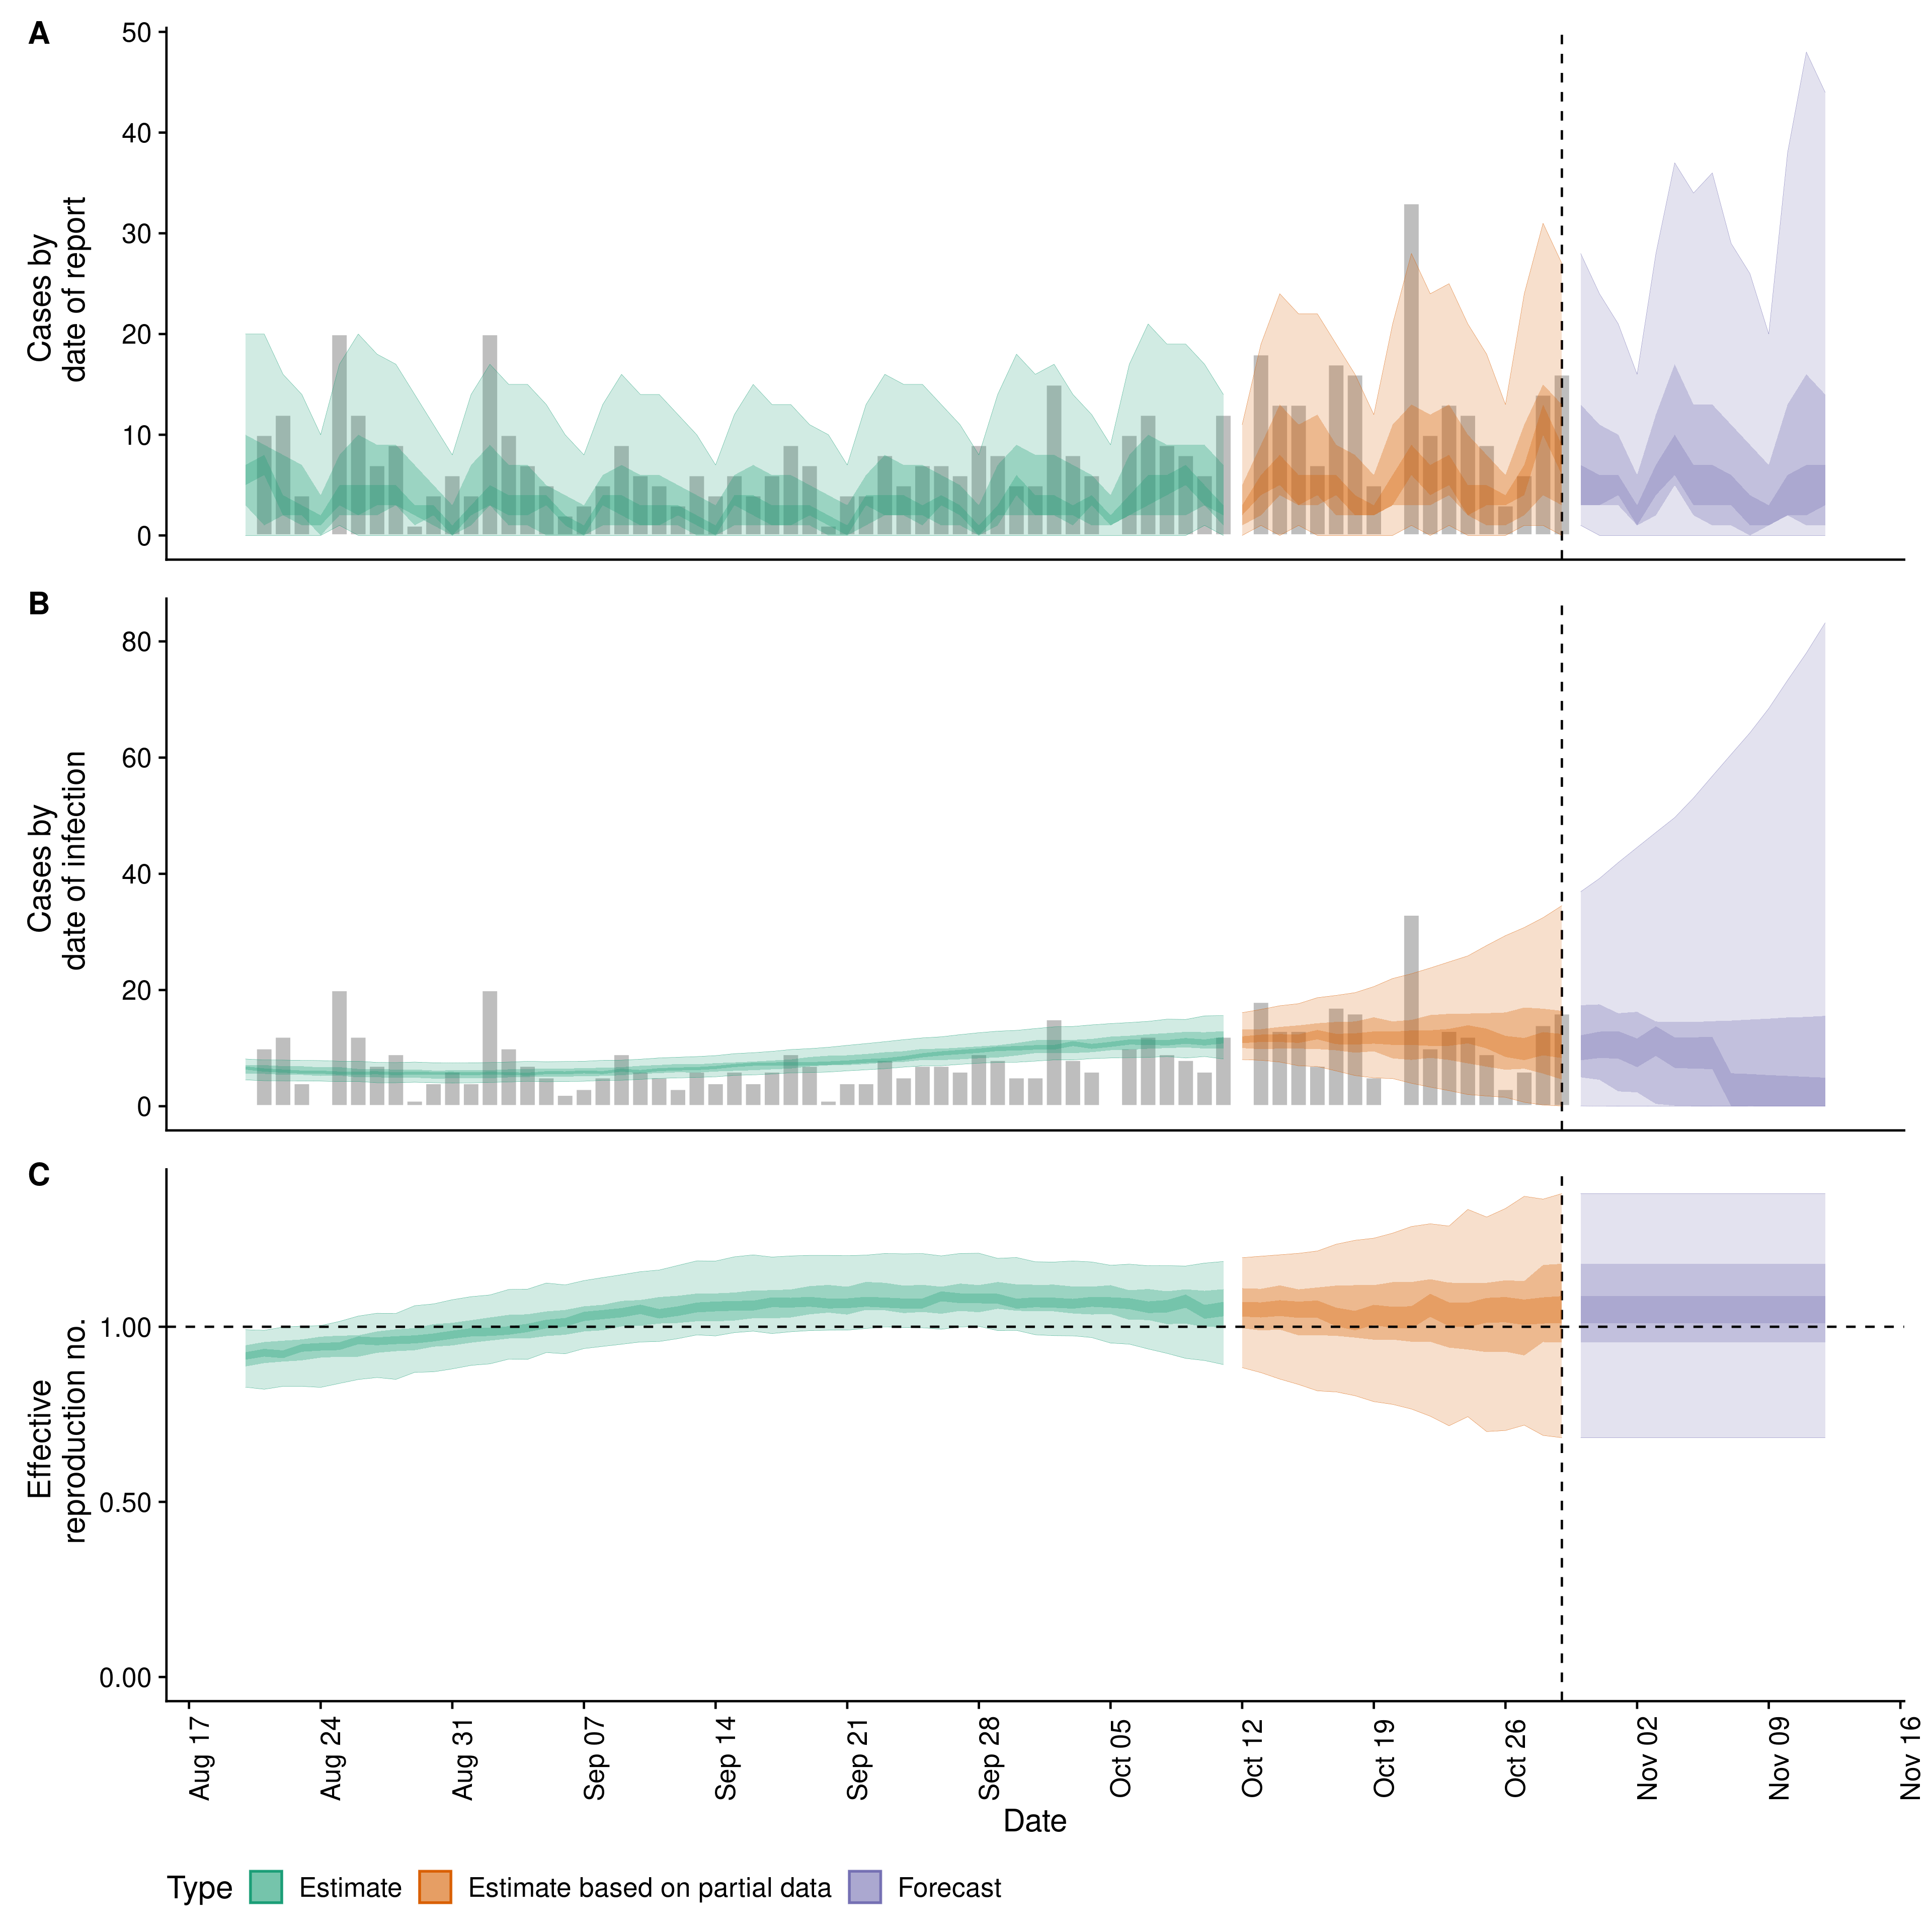 A
50
40
30
20
10
0
Cases by
date of report
B
80
60
40
20
0
Cases by
date of infection
C
1.00
0.50
0.00
Effective
reproduction no.
Aug 17
Aug 24
Aug 31
Sep 07
Sep 14
Sep 21
Sep 28
Oct 05
Oct 12
Oct 19
Oct 26
Nov 02
Nov 09
Nov 16
Date
Type Estimate Estimate based on partial data Forecast